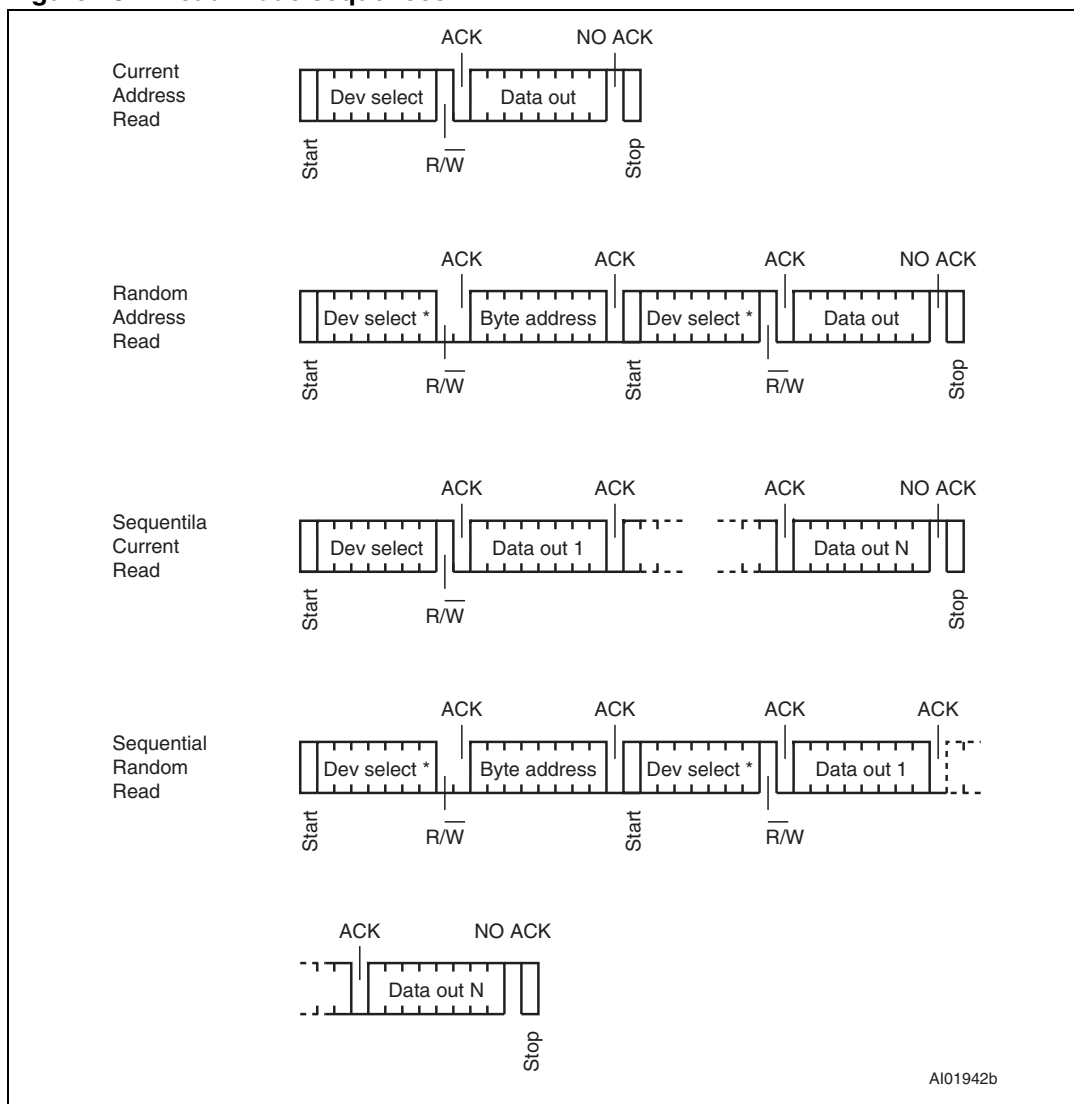 ACK NO ACK
Current
Address
Read
Dev select Data out
Start R/W̅ Stop
ACK ACK ACK NO ACK
Random
Address
Read
Dev select * Byte address Dev select * Data out
Start R/W̅ Start R̅/W Stop
ACK ACK ACK NO ACK
Sequentila
Current
Read
Dev select Data out 1 Data out N
Start R/W̅ Stop
ACK ACK ACK ACK
Sequential
Random
Read
Dev select * Byte address Dev select * Data out 1
Start R/W̅ Start R̅/W
ACK NO ACK
Data out N
Stop
AI01942b